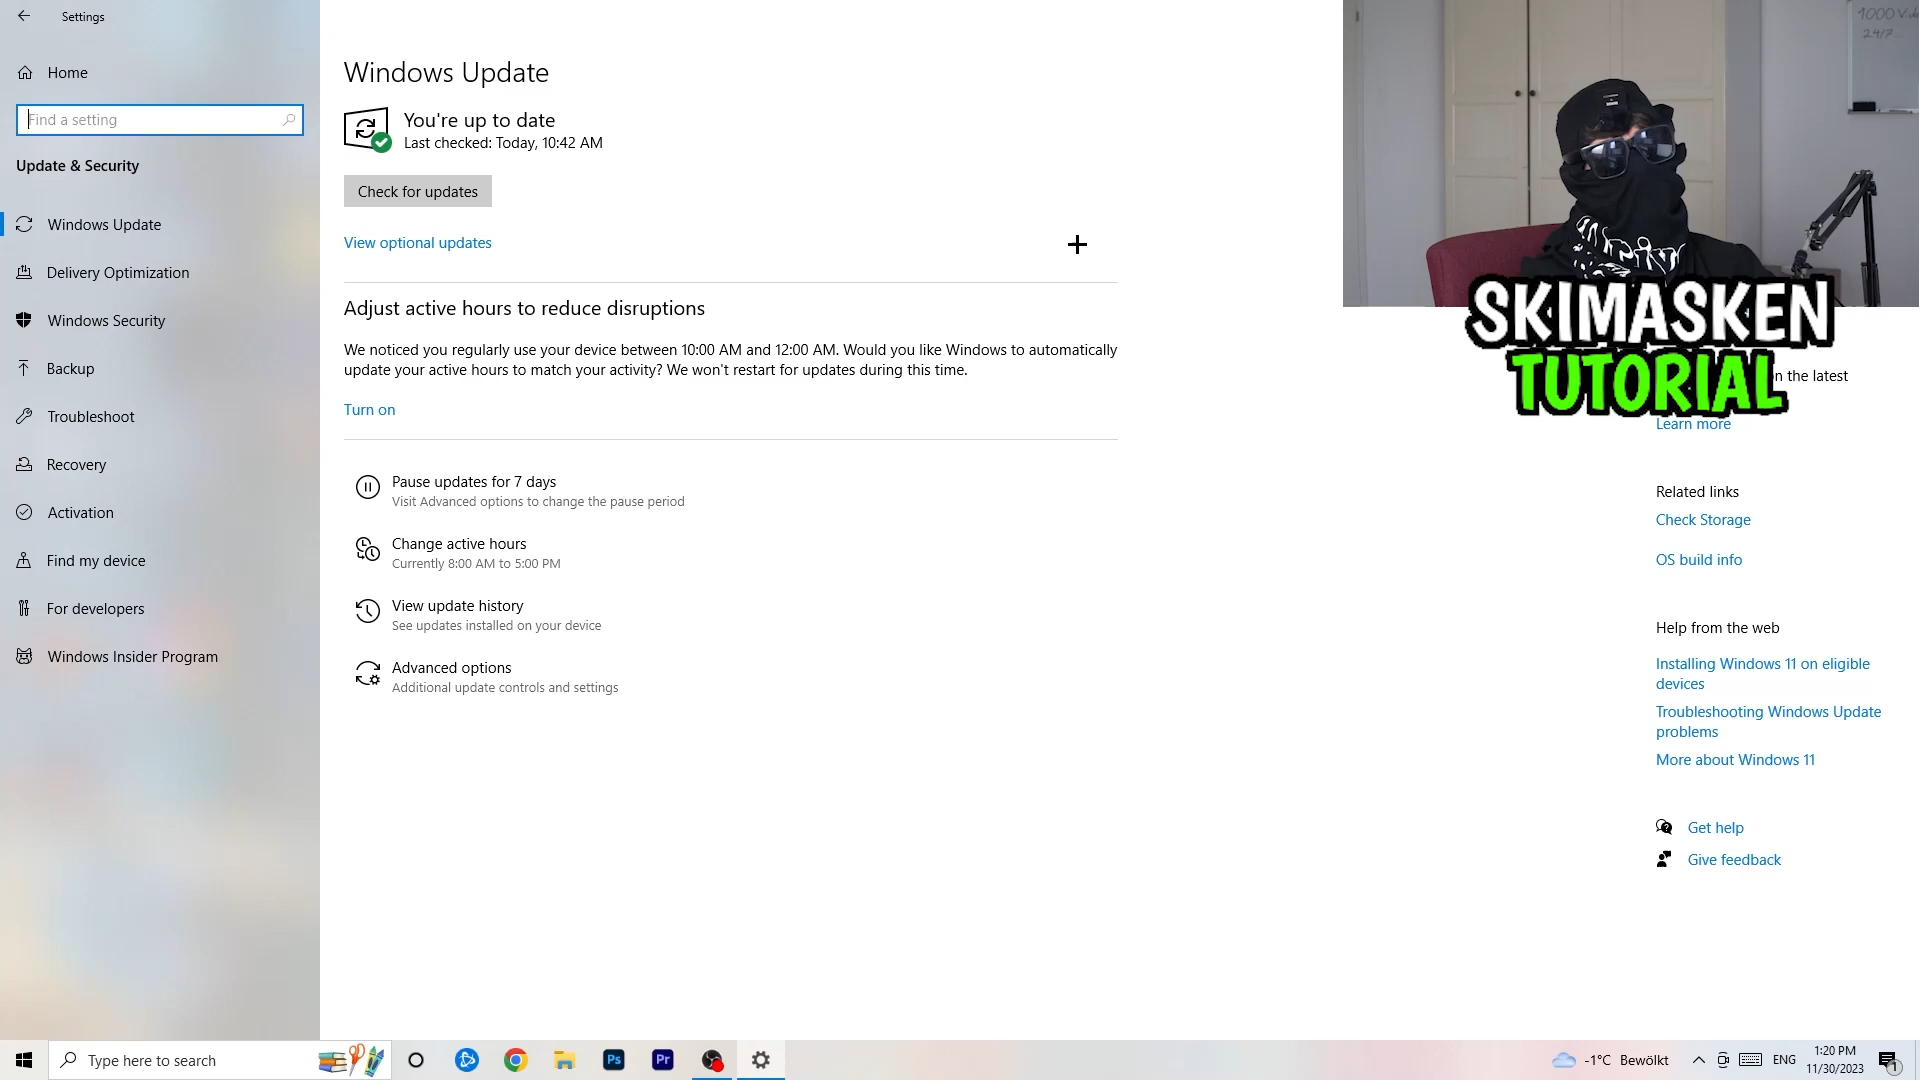 Settings
Home
Find a setting
Update & Security
Windows Update
Delivery Optimization
Windows Security
Backup
Troubleshoot
Recovery
Activation
Find my device
For developers
Windows Insider Program
Windows Update
You're up to date
Last checked: Today, 10:42 AM
Check for updates
View optional updates
Adjust active hours to reduce disruptions
We noticed you regularly use your device between 10:00 AM and 12:00 AM. Would you like Windows to automatically
update your active hours to match your activity? We won't restart for updates during this time.
Turn on
Pause updates for 7 days
Visit Advanced options to change the pause period
Change active hours
Currently 8:00 AM to 5:00 PM
View update history
See updates installed on your device
Advanced options
Additional update controls and settings
1000 Vid
24/7
SKIMASKEN
TUTORIAL
n the latest
Learn more
Related links
Check Storage
OS build info
Help from the web
Installing Windows 11 on eligible
devices
Troubleshooting Windows Update
problems
More about Windows 11
Get help
Give feedback
Type here to search
Ps
Pr
-1°C Bewölkt
ENG
1:20 PM
11/30/2023
1